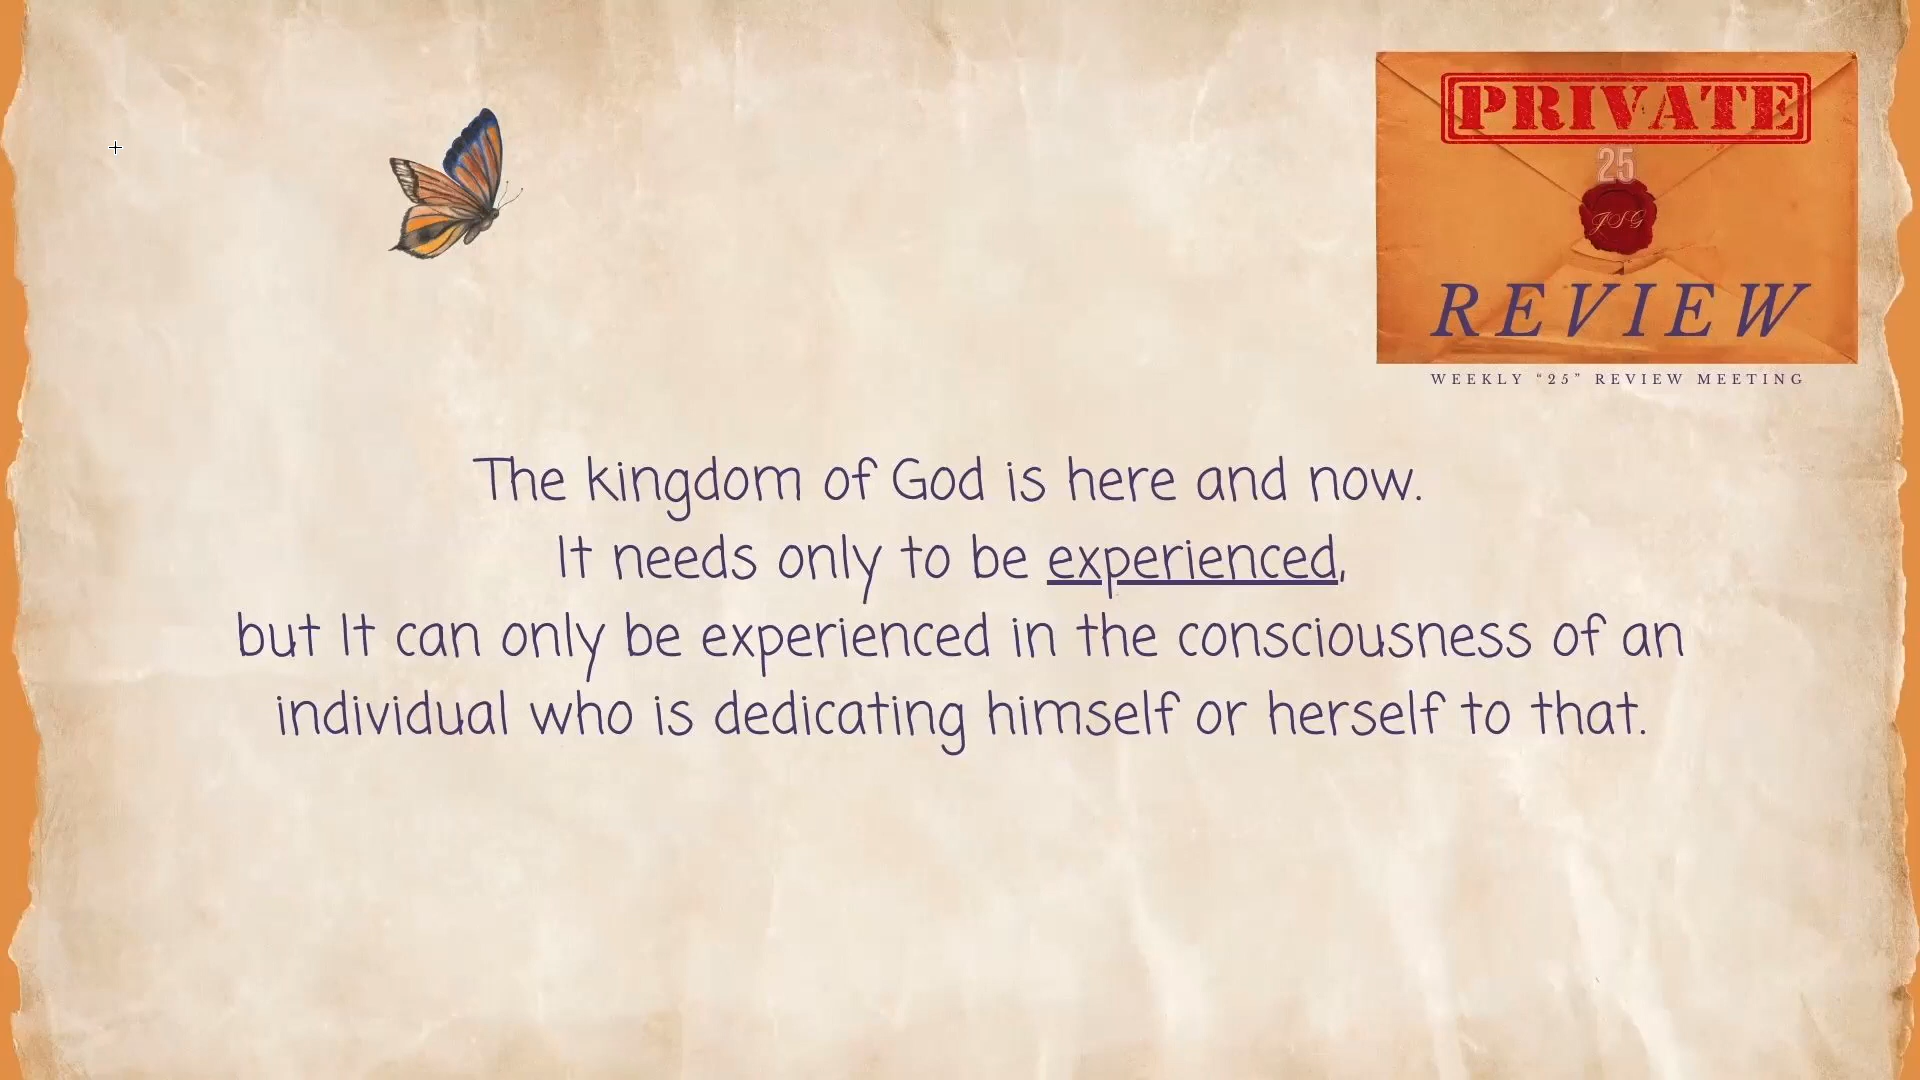 PRIVATE
25
JSG
REVIEW
WEEKLY “25” REVIEW MEETING
The kingdom of God is here and now.
It needs only to be experienced,
but It can only be experienced in the consciousness of an
individual who is dedicating himself or herself to that.